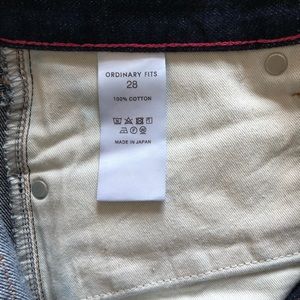 ORDINARY FITS
28
100% COTTON
MADE IN JAPAN